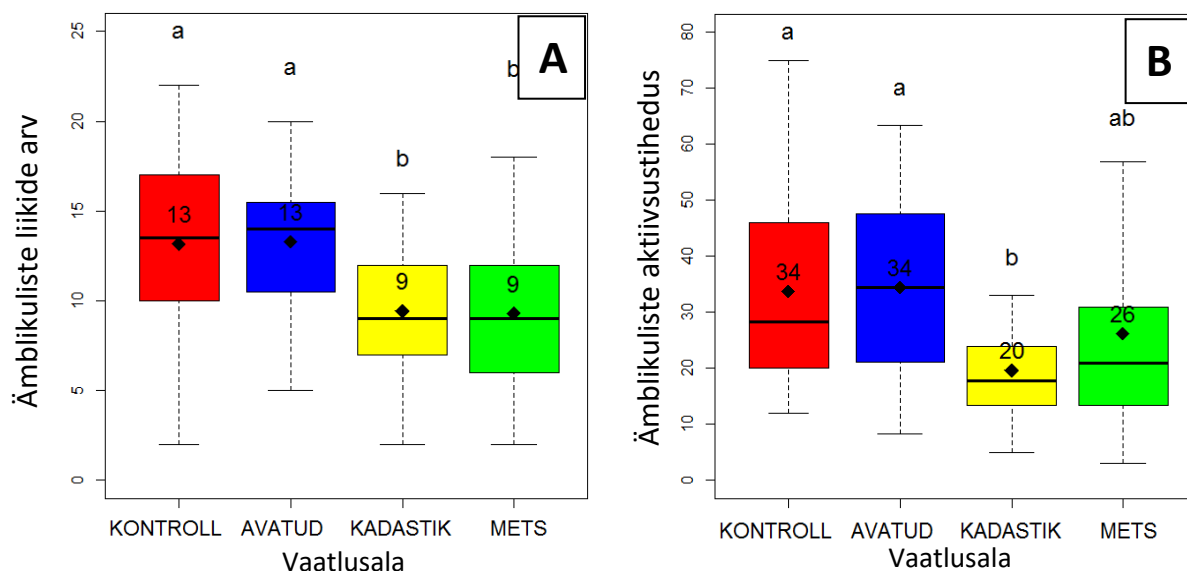 A
Ämblikuliste liikide arv
25
20
15
10
5
0
a
a
b
b
13
13
9
9
KONTROLL AVATUD KADASTIK METS
Vaatlusala
B
Ämblikuliste aktiivsustihedus
80
70
60
50
40
30
20
10
0
a
a
b
ab
34
34
20
26
KONTROLL AVATUD KADASTIK METS
Vaatlusala